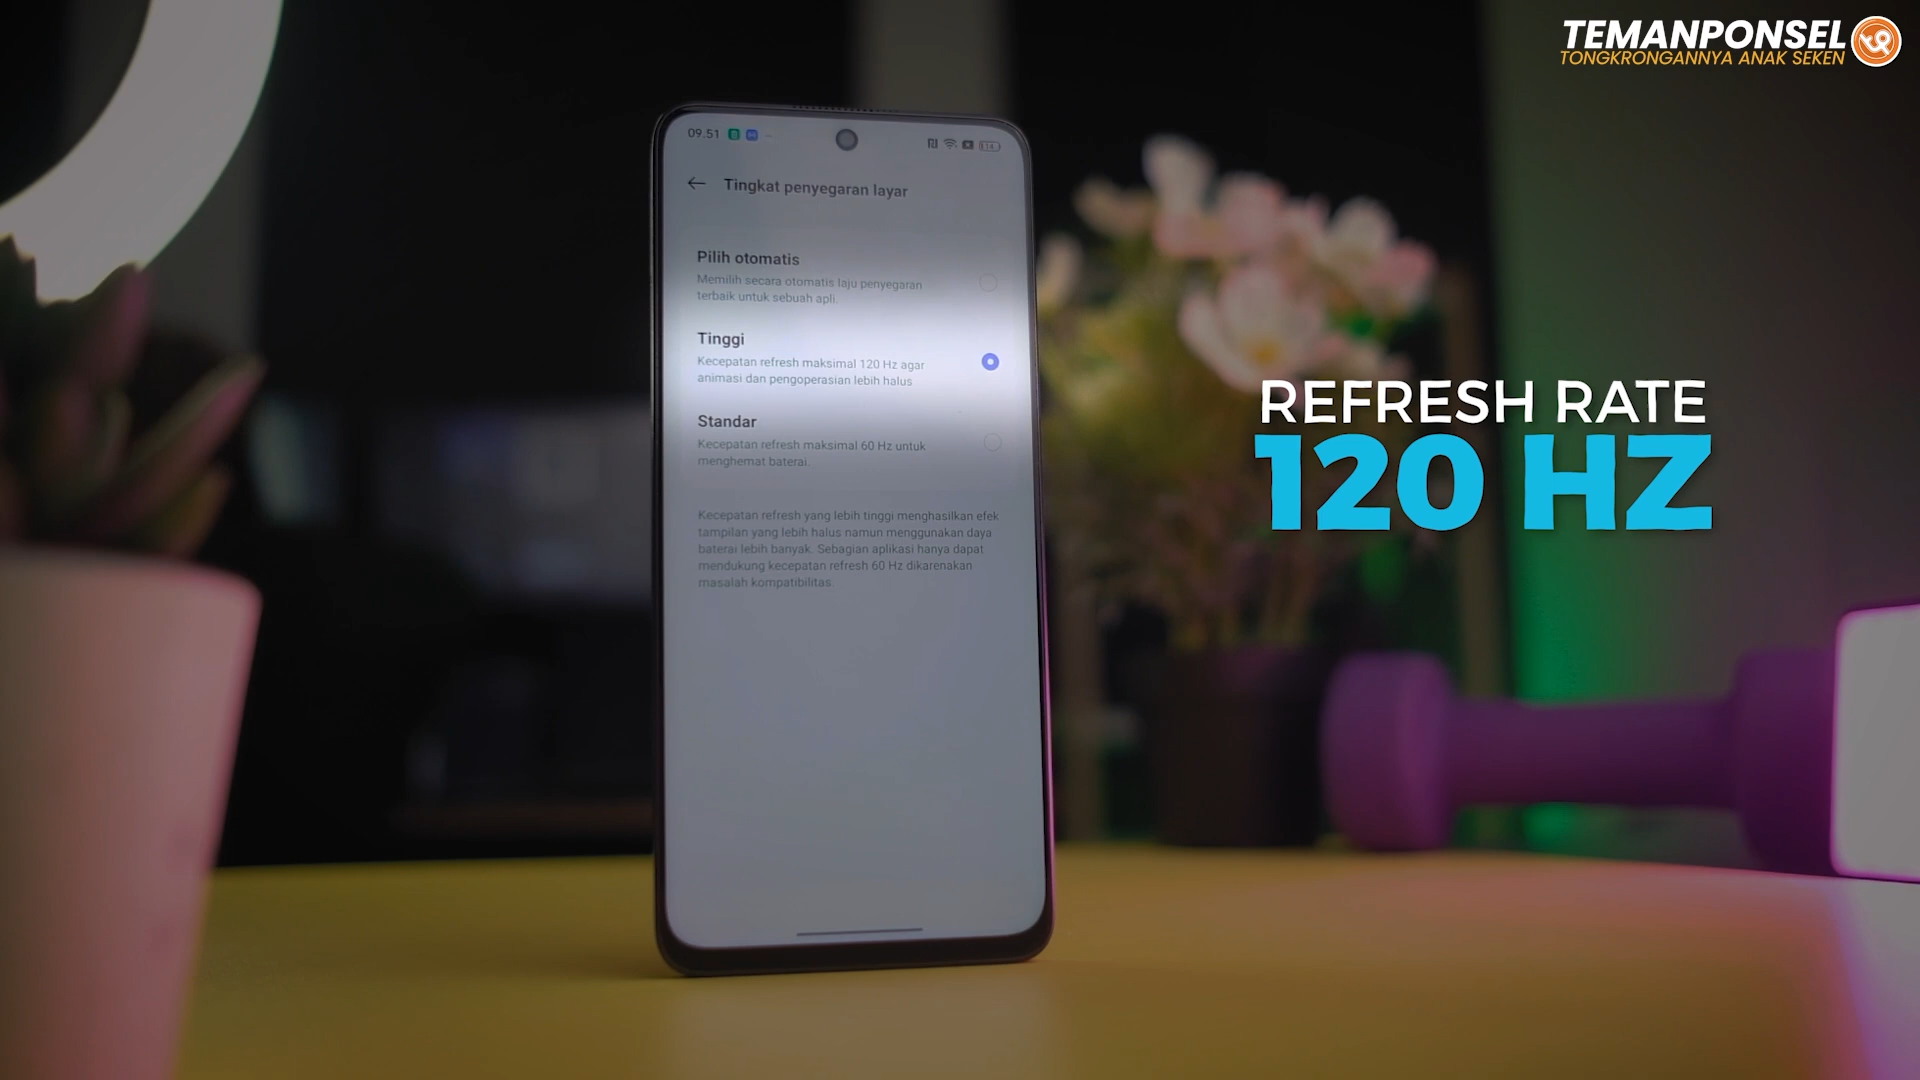 TEMANPONSEL
TONGKRONGANNYA ANAK SEKEN
09.51
Tingkat penyegaran layar
Pilih otomatis
Memilih secara otomatis laju penyegaran
terbaik untuk sebuah apli.
Tinggi
Kecepatan refresh maksimal 120 Hz agar
animasi dan pengoperasian lebih halus
Standar
Kecepatan refresh maksimal 60 Hz untuk
menghemat baterai.
Kecepatan refresh yang lebih tinggi menghasilkan efek
tampilan yang lebih halus namun menggunakan daya
baterai lebih banyak. Sebagian aplikasi hanya dapat
mendukung kecepatan refresh 60 Hz dikarenakan
masalah kompatibilitas.
REFRESH RATE
120 HZ